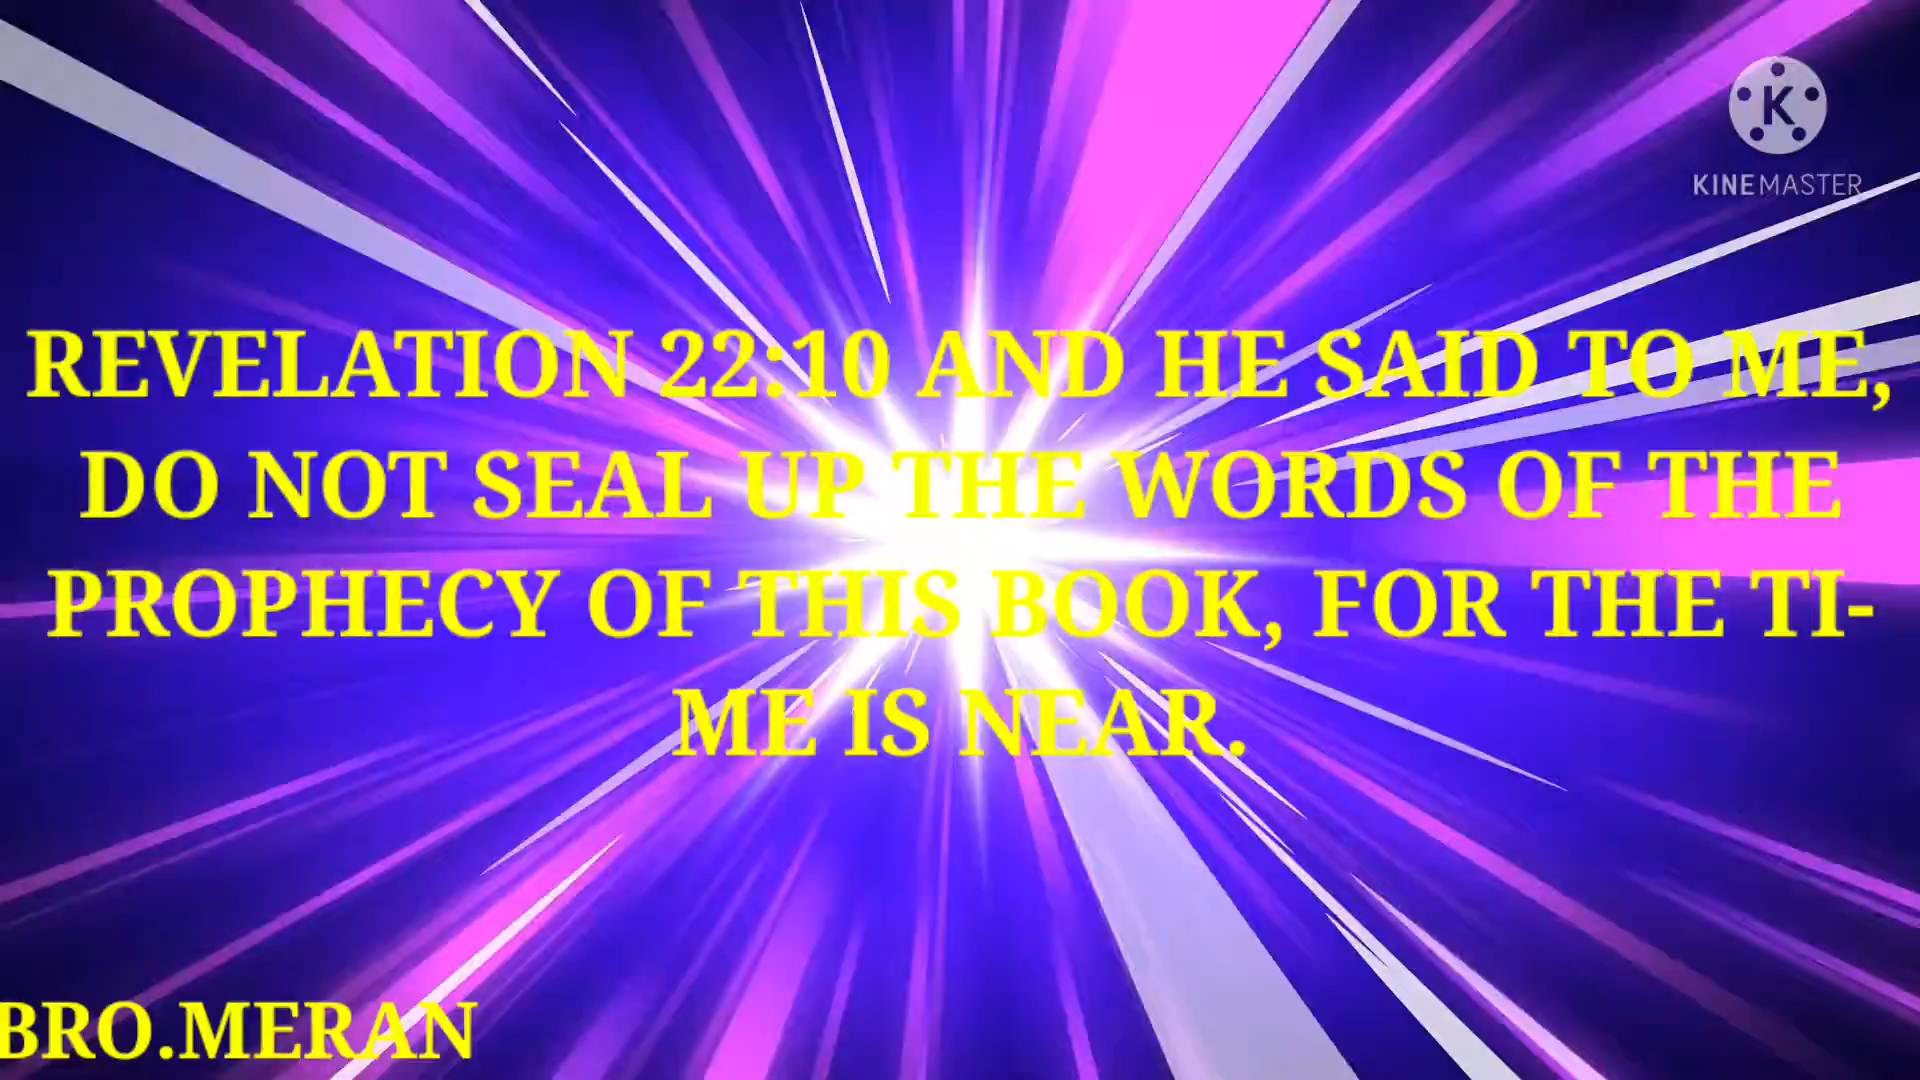 K
KINEMASTER
REVELATION 22:10 AND HE SAID TO ME,
DO NOT SEAL UP THE WORDS OF THE
PROPHECY OF THIS BOOK, FOR THE TI-
ME IS NEAR.
BRO.MERAN